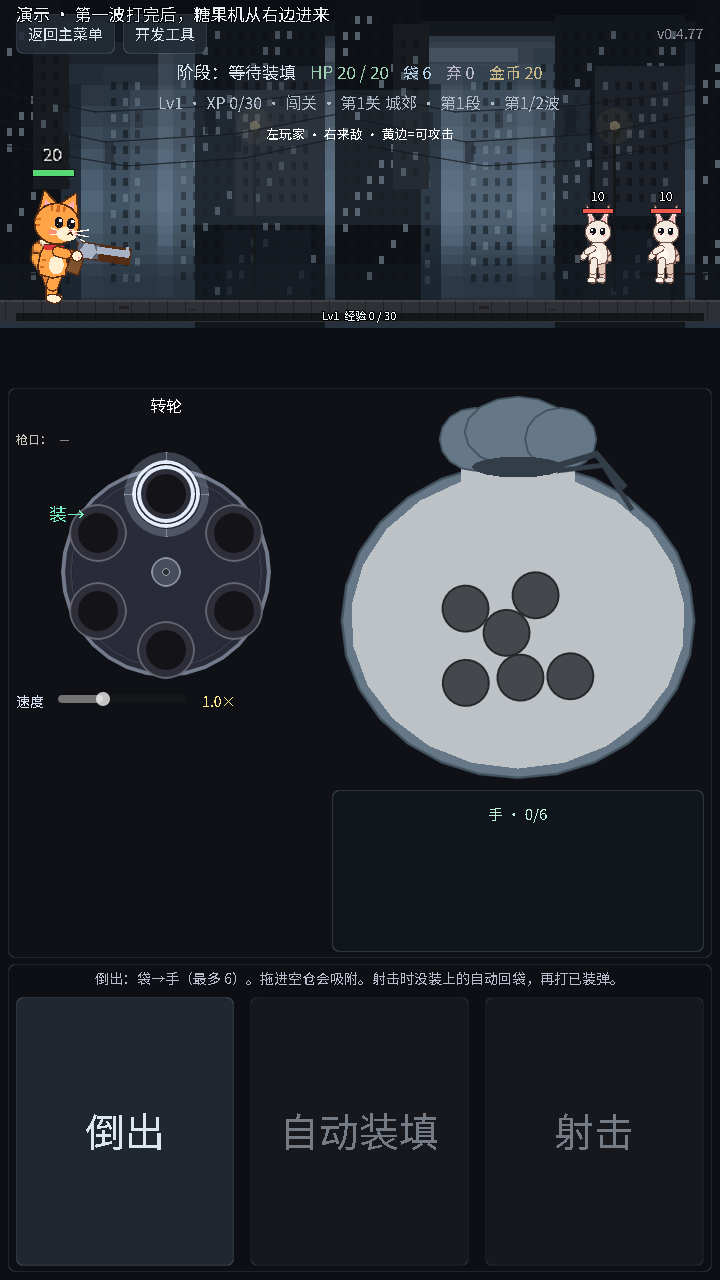 演示 · 第一波打完后，糖果机从右边进来
返回主菜单 开发工具 v0.4.77
阶段：等待装填 HP 20 / 20 袋 6 弃 0 金币 20
Lv1 · XP 0/30 · 闯关 · 第1关 城郊 · 第1段 · 第1/2波
左玩家 · 右来敌 · 黄边=可攻击
20
10 10
Lv1 经验 0 / 30
转轮
枪口： —
装→
速度 1.0×
手 · 0/6
倒出：袋→手（最多 6）。拖进空仓会吸附。射击时没装上的自动回袋，再打已装弹。
倒出 自动装填 射击